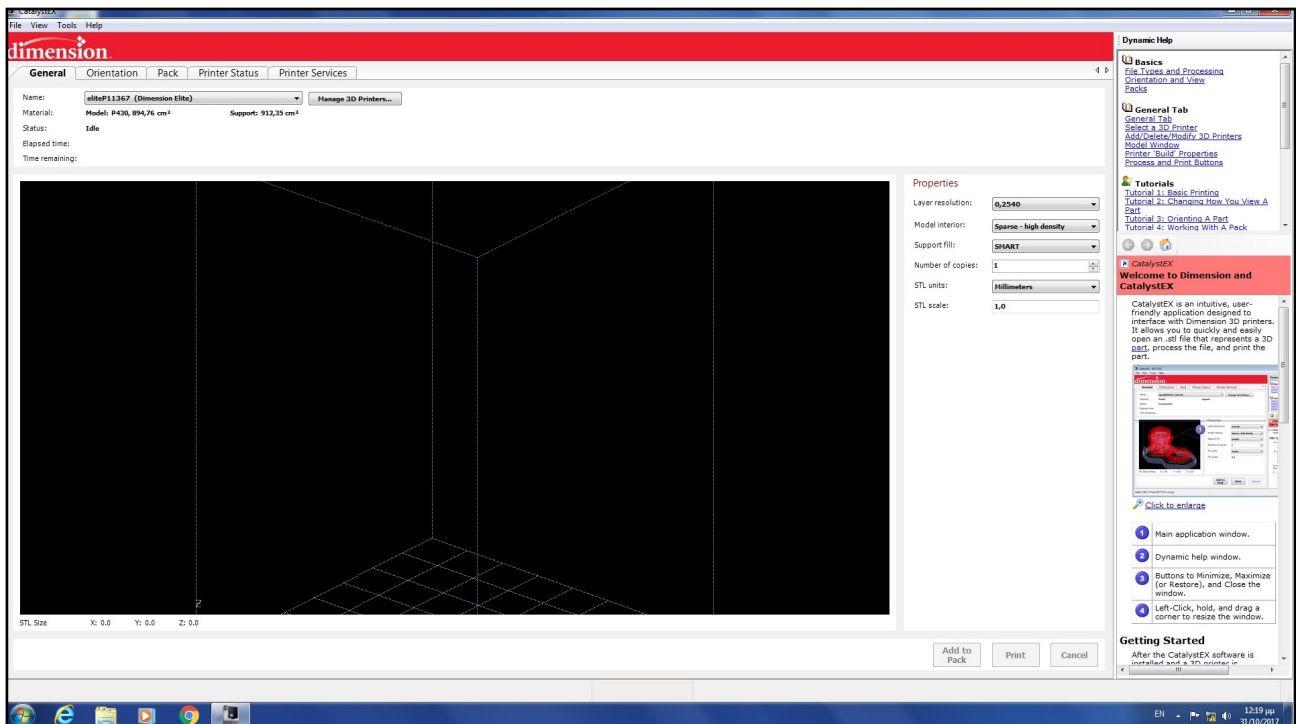 CatalystEX
File View Tools Help
dimension
General Orientation Pack Printer Status Printer Services
Name: eliteP11367 (Dimension Elite) Manage 3D Printers...
Material: Model: P430, 894,76 cm³ Support: 912,35 cm³
Status: Idle
Elapsed time:
Time remaining:
Z
STL Size X: 0.0 Y: 0.0 Z: 0.0
Properties
Layer resolution: 0,2540
Model interior: Sparse - high density
Support fill: SMART
Number of copies: 1
STL units: Millimeters
STL scale: 1,0
Add to
Pack
Print Cancel
Dynamic Help
Basics
File Types and Processing
Orientation and View
Packs
General Tab
General Tab
Select a 3D Printer
Add/Delete/Modify 3D Printers
Model Window
Printer 'Build' Properties
Process and Print Buttons
Tutorials
Tutorial 1: Basic Printing
Tutorial 2: Changing How You View A
Part
Tutorial 3: Orienting A Part
Tutorial 4: Working With A Pack
CatalystEX
Welcome to Dimension and
CatalystEX
CatalystEX is an intuitive, user-
friendly application designed to
interface with Dimension 3D printers.
It allows you to quickly and easily
open an .stl file that represents a 3D
part, process the file, and print the
part.
Click to enlarge
1 Main application window.
2 Dynamic help window.
3 Buttons to Minimize, Maximize
(or Restore), and Close the
window.
4 Left-Click, hold, and drag a
corner to resize the window.
Getting Started
After the CatalystEX software is
installed and a 3D printer is
EN 12:19 μμ
31/10/2017